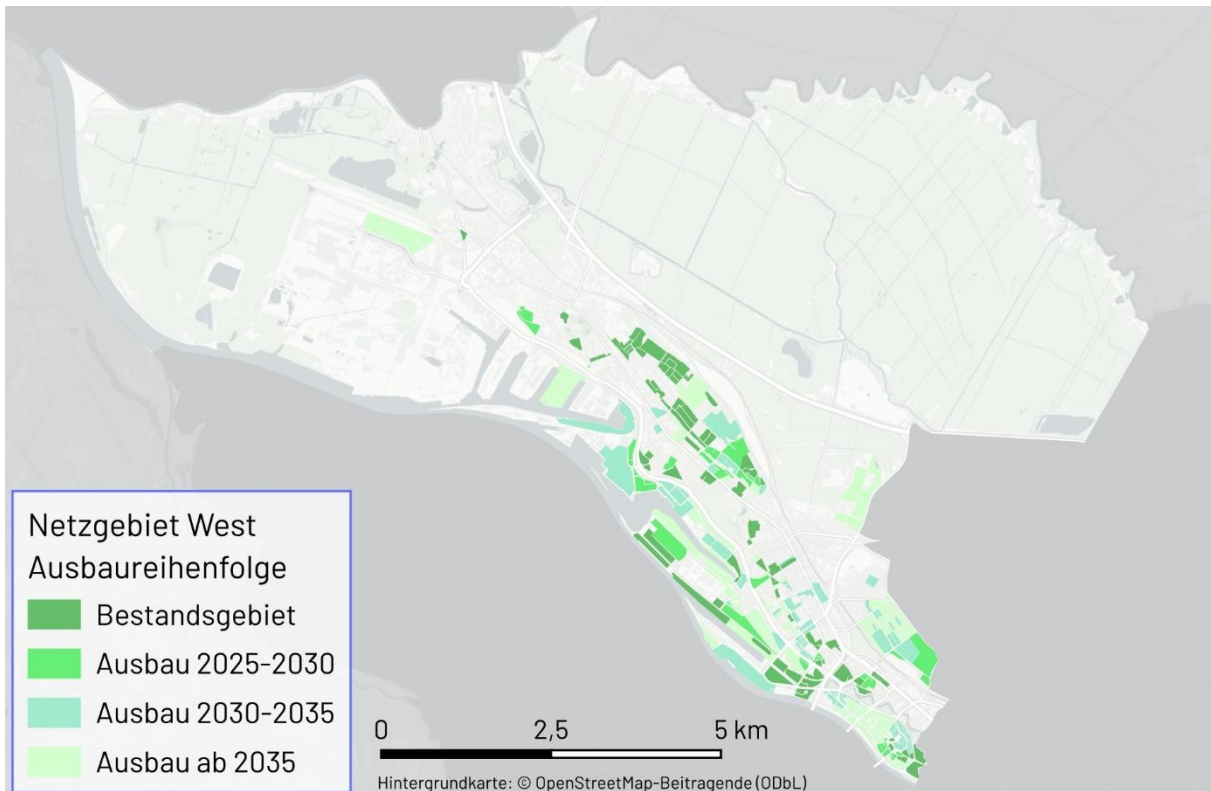 Netzgebiet West
Ausbaureihenfolge
Bestandsgebiet
Ausbau 2025-2030
Ausbau 2030-2035
Ausbau ab 2035
0 2,5 5 km
Hintergrundkarte: © OpenStreetMap-Beitragende (ODbL)